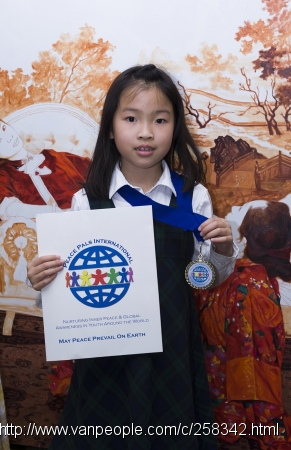 PEACE PALS INTERNATIONAL
NURTURING INNER PEACE & GLOBAL
AWARENESS IN YOUTH AROUND THE WORLD
MAY PEACE PREVAIL ON EARTH
http://www.vanpeople.com/c/258342.html